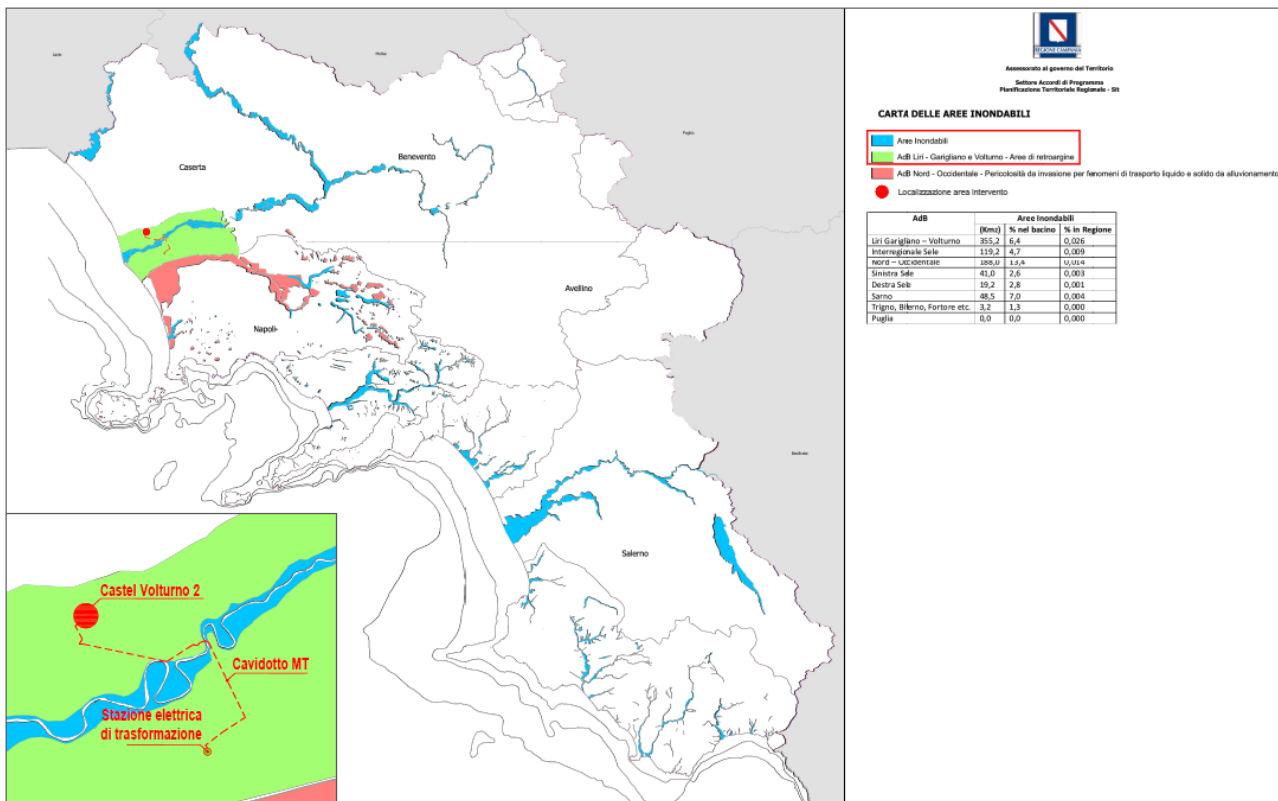 Lazio
Molise
Puglia
Basilicata
Caserta
Benevento
Avellino
Napoli
Salerno
Castel Volturno 2
Cavidotto MT
Stazione elettrica
di trasformazione
REGIONE CAMPANIA
Assessorato al governo del Territorio
Settore Accordi di Programma
Pianificazione Territoriale Regionale - Sit
CARTA DELLE AREE INONDABILI
Aree Inondabili
AdB Liri - Garigliano e Volturno - Aree di retroargine
AdB Nord - Occidentale - Pericolosità da invasione per fenomeni di trasporto liquido e solido da alluvionamento
Localizzazione area intervento
AdB Aree Inondabili
(Km2) % nel bacino % in Regione
Liri Garigliano – Volturno 355,2 6,4 0,026
Interregionale Sele 119,2 4,7 0,009
Nord – Occidentale 188,0 13,4 0,014
Sinistra Sele 41,0 2,6 0,003
Destra Sele 19,2 2,8 0,001
Sarno 48,5 7,0 0,004
Trigno, Biferno, Fortore etc. 3,2 1,3 0,000
Puglia 0,0 0,0 0,000